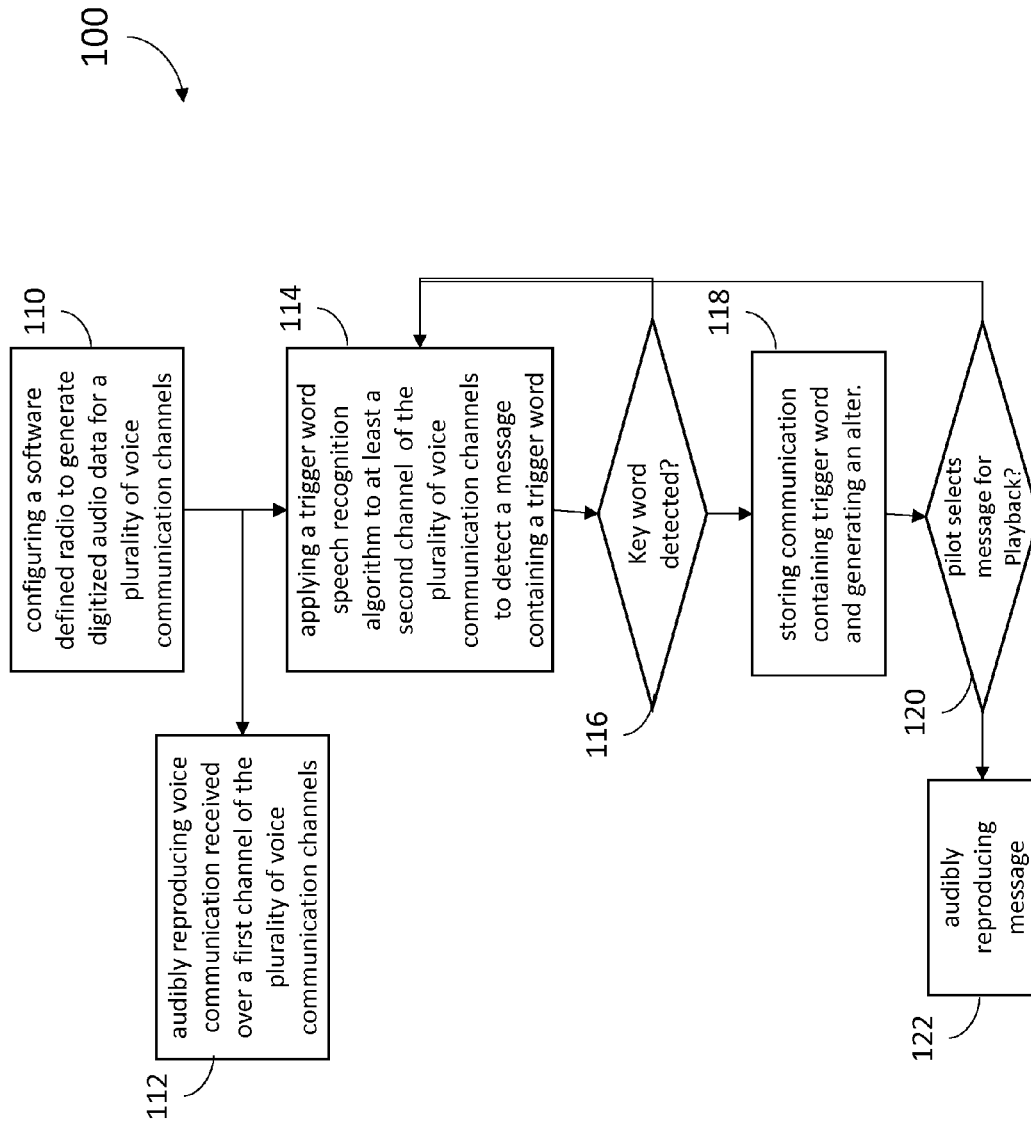 100
110
configuring a software
defined radio to generate
digitized audio data for a
plurality of voice
communication channels
audibly reproducing voice
communication received
over a first channel of the
plurality of voice
communication channels
112
114
applying a trigger word
speech recognition
algorithm to at least a
second channel of the
plurality of voice
communication channels
to detect a message
containing a trigger word
Key word
detected?
116
118
storing communication
containing trigger word
and generating an alter.
pilot selects
message for
Playback?
120
audibly
reproducing
message
122